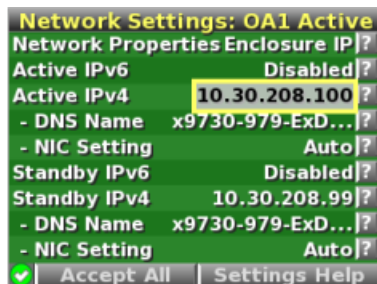 Network Settings: OA1 Active
Network Properties Enclosure IP ?
Active IPv6 Disabled ?
Active IPv4 10.30.208.100 ?
- DNS Name x9730-979-ExD... ?
- NIC Setting Auto ?
Standby IPv6 Disabled ?
Standby IPv4 10.30.208.99 ?
- DNS Name x9730-979-ExD... ?
- NIC Setting Auto ?
Accept All Settings Help